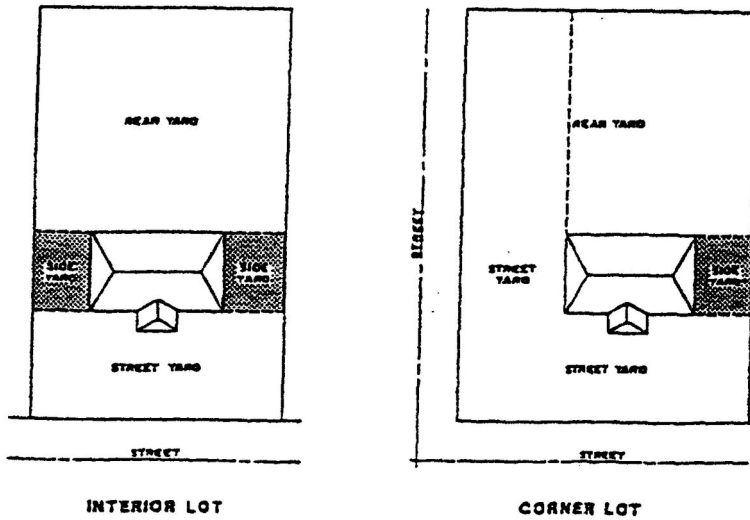 REAR YARD
SIDE
YARD
SIDE
YARD
STREET YARD
STREET
INTERIOR LOT
REAR YARD
STREET
STREET
YARD
SIDE
YARD
STREET YARD
STREET
CORNER LOT